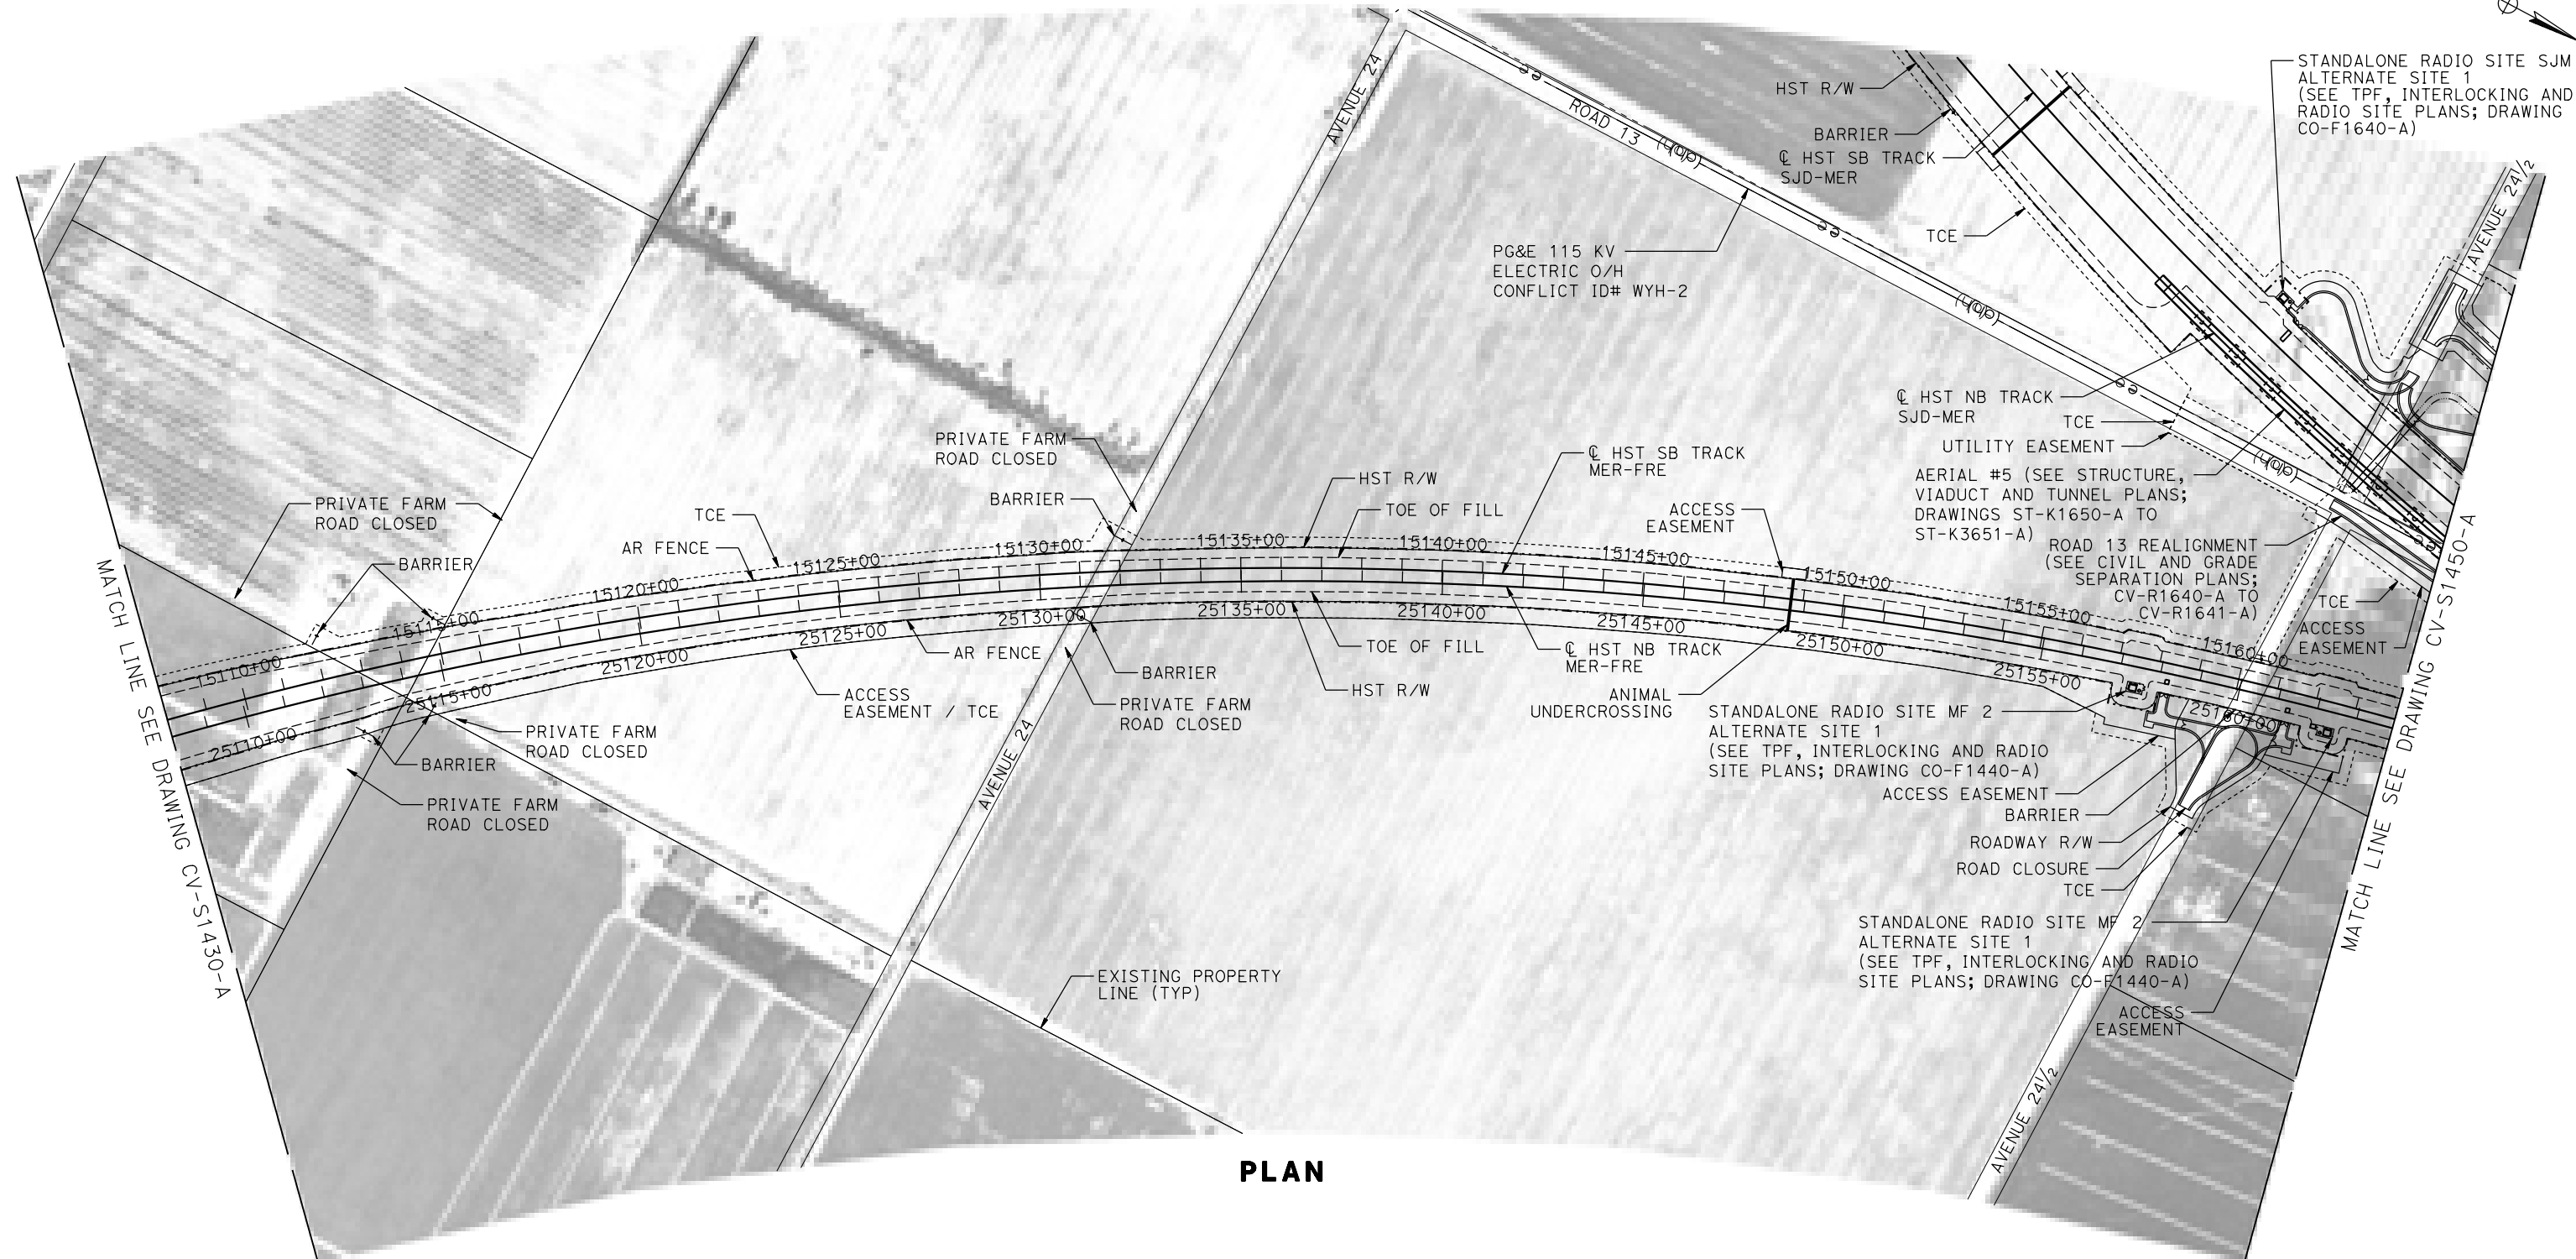 STANDALONE RADIO SITE SJM
ALTERNATE SITE 1
(SEE TPF, INTERLOCKING AND
RADIO SITE PLANS; DRAWING
CO-F1640-A)
HST R/W
BARRIER
℄ HST SB TRACK
SJD-MER
TCE
AVENUE 24
ROAD 13
(TYP)
(TYP)
(TYP)
AVENUE 24½
PG&E 115 KV
ELECTRIC O/H
CONFLICT ID# WYH-2
℄ HST NB TRACK
SJD-MER
TCE
UTILITY EASEMENT
AERIAL #5 (SEE STRUCTURE,
VIADUCT AND TUNNEL PLANS;
DRAWINGS ST-K1650-A TO
ST-K3651-A)
ROAD 13 REALIGNMENT
(SEE CIVIL AND GRADE
SEPARATION PLANS;
CV-R1640-A TO
CV-R1641-A)
TCE
ACCESS
EASEMENT
PRIVATE FARM
ROAD CLOSED
BARRIER
℄ HST SB TRACK
MER-FRE
HST R/W
TOE OF FILL
ACCESS
EASEMENT
PRIVATE FARM
ROAD CLOSED
BARRIER
TCE
AR FENCE
15110+00
15115+00
15120+00
15125+00
15130+00
15135+00
15140+00
15145+00
15150+00
15155+00
15160+00
25110+00
25115+00
25120+00
25125+00
25130+00
25135+00
25140+00
25145+00
25150+00
25155+00
25160+00
AR FENCE
BARRIER
TOE OF FILL
℄ HST NB TRACK
MER-FRE
HST R/W
ACCESS
EASEMENT / TCE
PRIVATE FARM
ROAD CLOSED
ANIMAL
UNDERCROSSING
PRIVATE FARM
ROAD CLOSED
BARRIER
PRIVATE FARM
ROAD CLOSED
STANDALONE RADIO SITE MF 2
ALTERNATE SITE 1
(SEE TPF, INTERLOCKING AND RADIO
SITE PLANS; DRAWING CO-F1440-A)
ACCESS EASEMENT
BARRIER
ROADWAY R/W
ROAD CLOSURE
TCE
STANDALONE RADIO SITE MF 2
ALTERNATE SITE 1
(SEE TPF, INTERLOCKING AND RADIO
SITE PLANS; DRAWING CO-F1440-A)
ACCESS
EASEMENT
AVENUE 24
EXISTING PROPERTY
LINE (TYP)
AVENUE 24½
MATCH LINE SEE DRAWING CV-S1430-A
MATCH LINE SEE DRAWING CV-S1450-A
PLAN